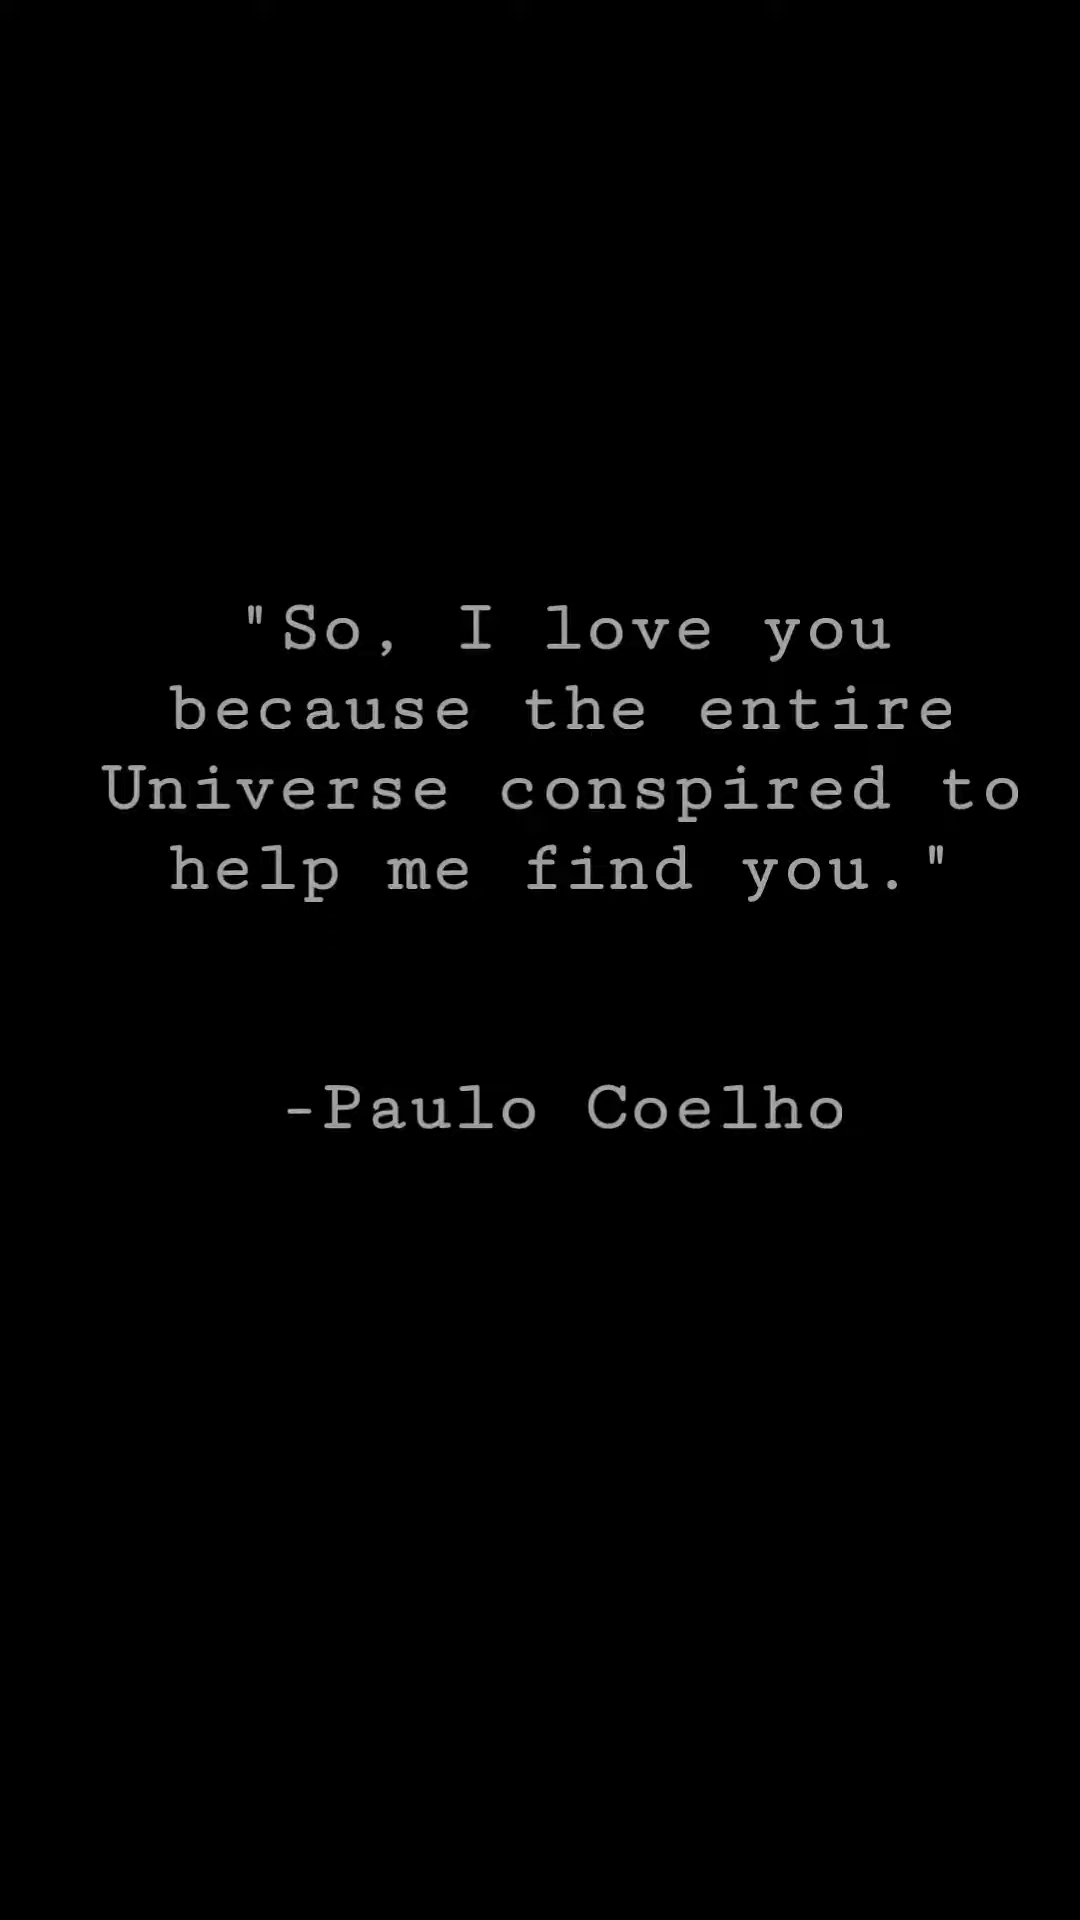 "So, I love you
because the entire
Universe conspired to
help me find you."
-Paulo Coelho